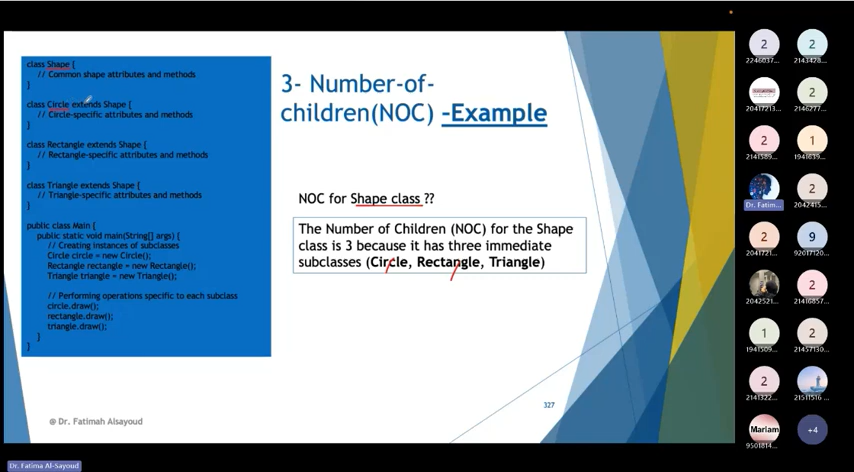 class Shape {
// Common shape attributes and methods
}
class Circle extends Shape {
// Circle-specific attributes and methods
}
class Rectangle extends Shape {
// Rectangle-specific attributes and methods
}
class Triangle extends Shape {
// Triangle-specific attributes and methods
}
public class Main {
public static void main(String[] args) {
// Creating instances of subclasses
Circle circle = new Circle();
Rectangle rectangle = new Rectangle();
Triangle triangle = new Triangle();
// Performing operations specific to each subclass
circle.draw();
rectangle.draw();
triangle.draw();
}
}
3- Number-of-
children(NOC) -Example
NOC for Shape class ??
The Number of Children (NOC) for the Shape
class is 3 because it has three immediate
subclasses (Circle, Rectangle, Triangle)
327
@ Dr. Fatimah Alsayoud
Dr. Fatima Al-Sayoud
2 2
2 2
2 1
2
Dr. Fatim...
2 9
2
1 2
2
Mariam +4